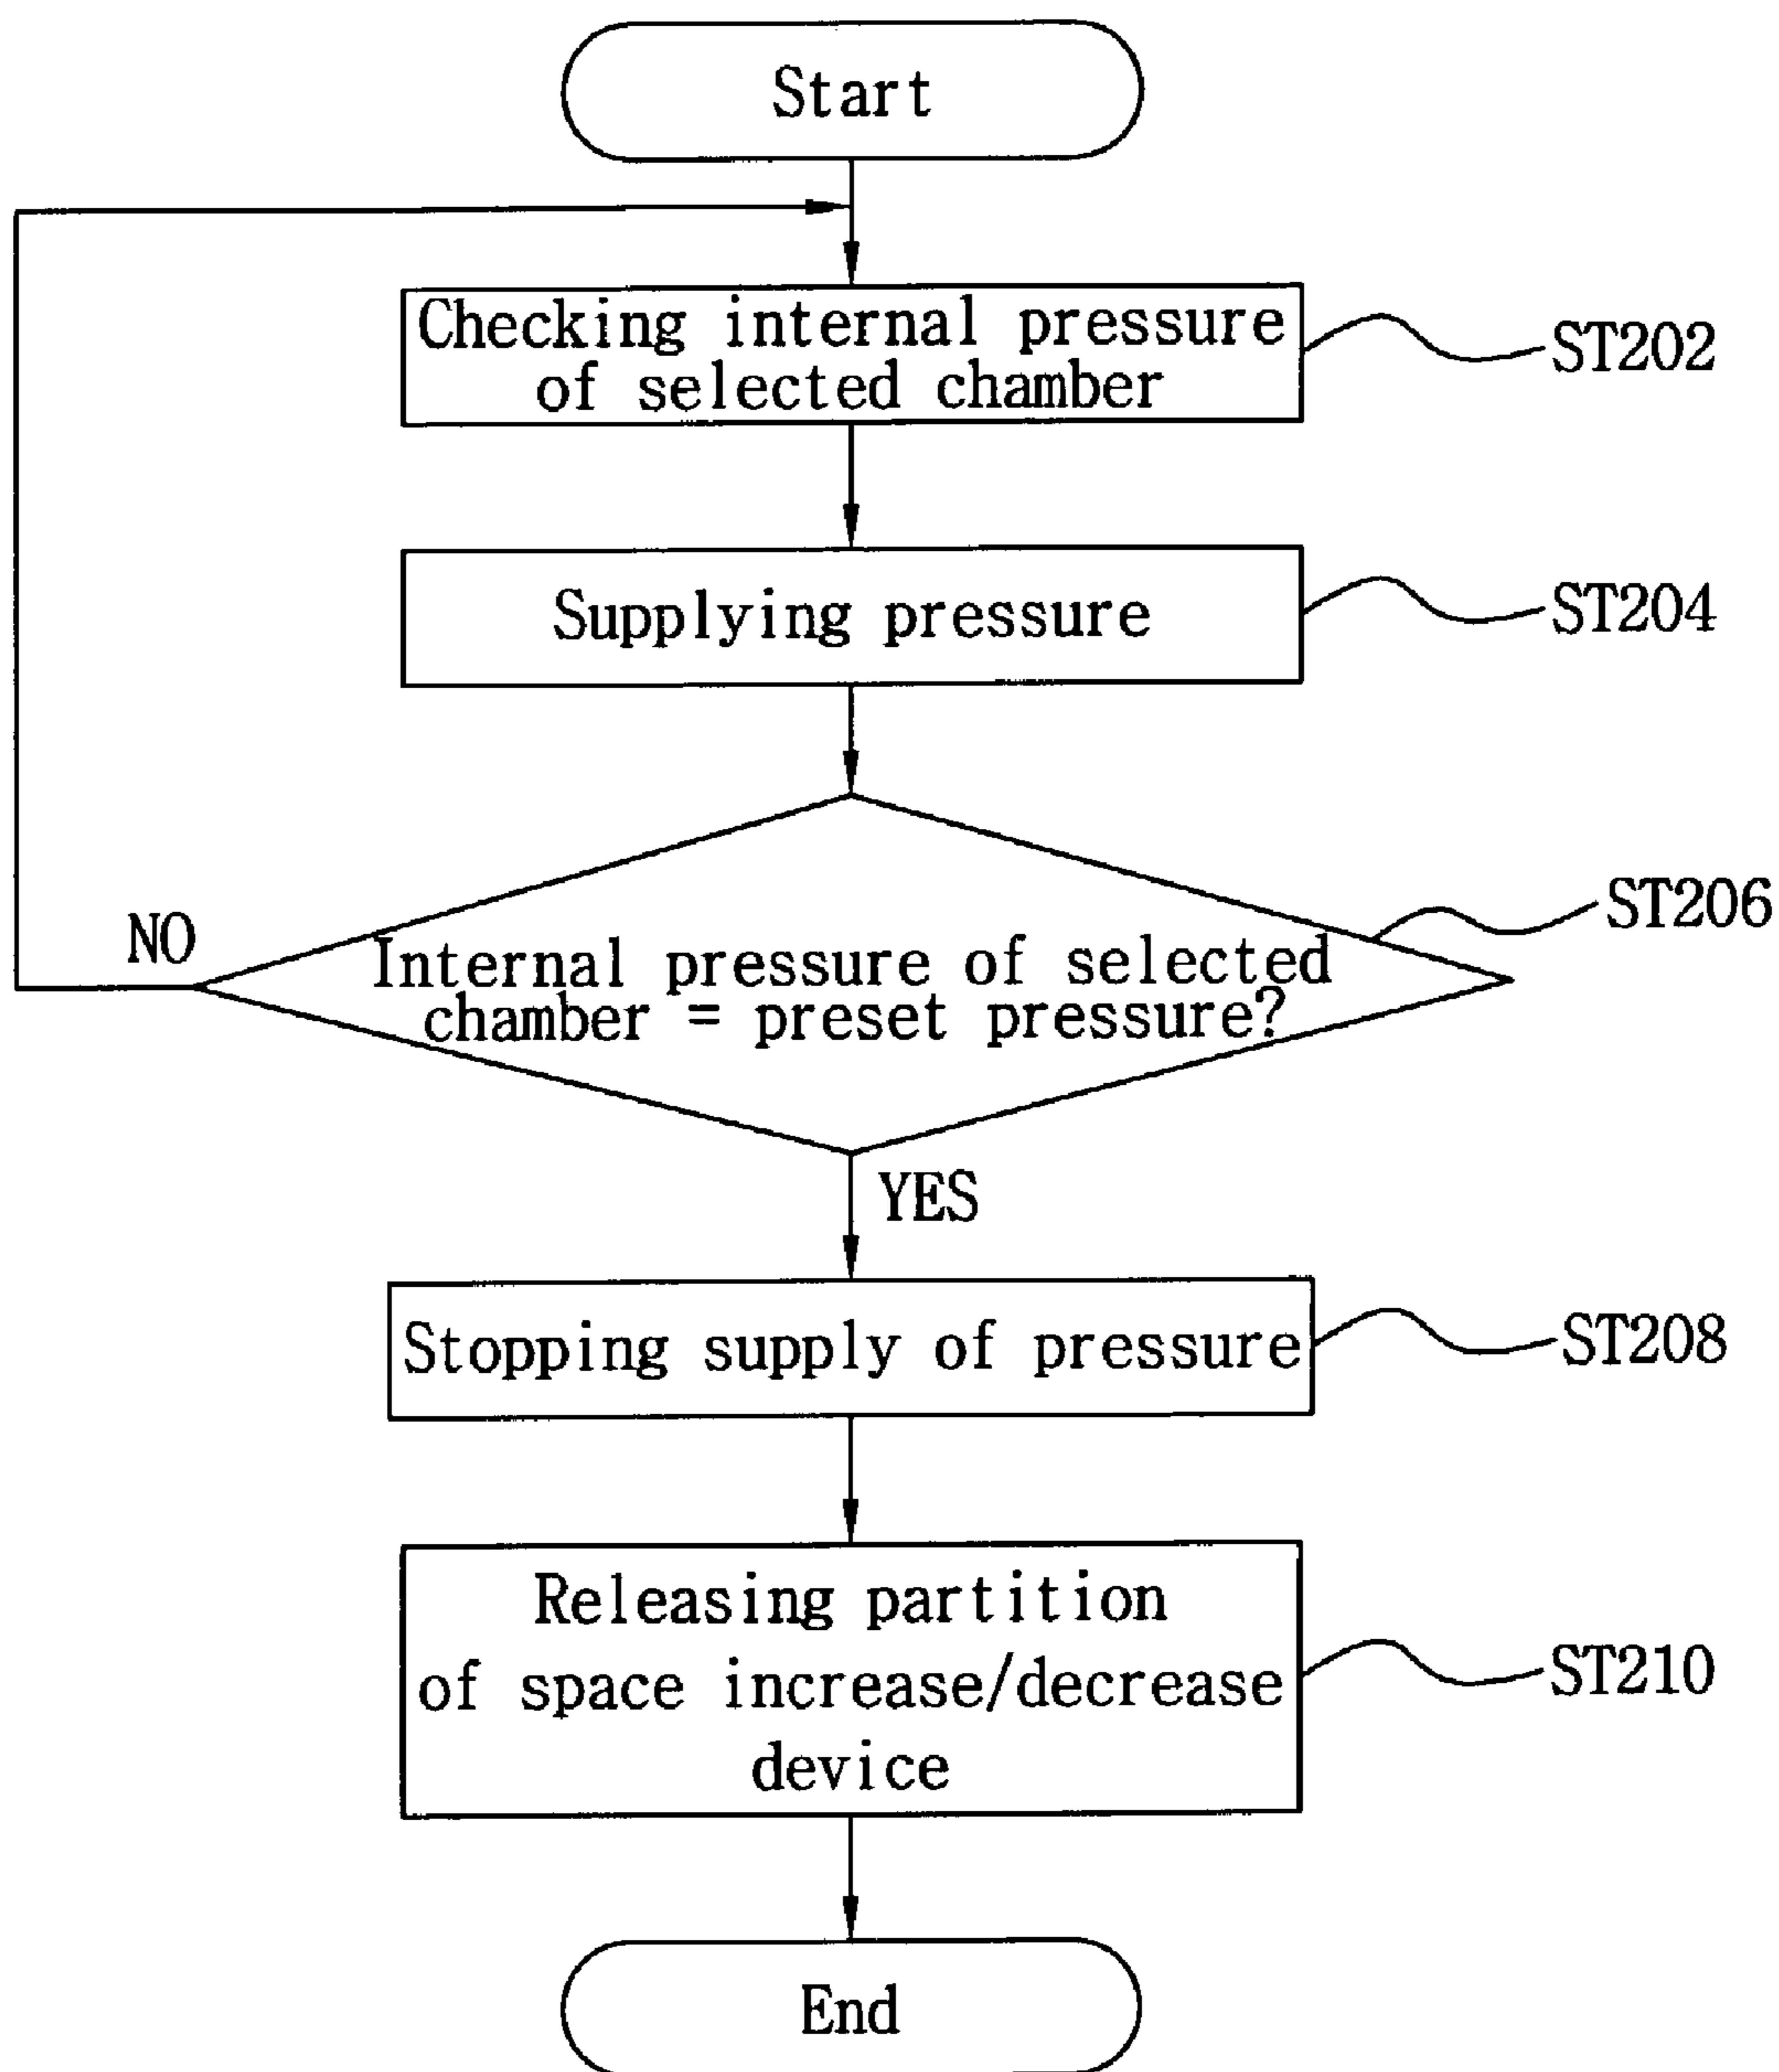 Start
Checking internal pressure
of selected chamber
ST202
Supplying pressure
ST204
ST206
NO
Internal pressure of selected
chamber = preset pressure?
YES
Stopping supply of pressure
ST208
Releasing partition
of space increase/decrease
device
ST210
End